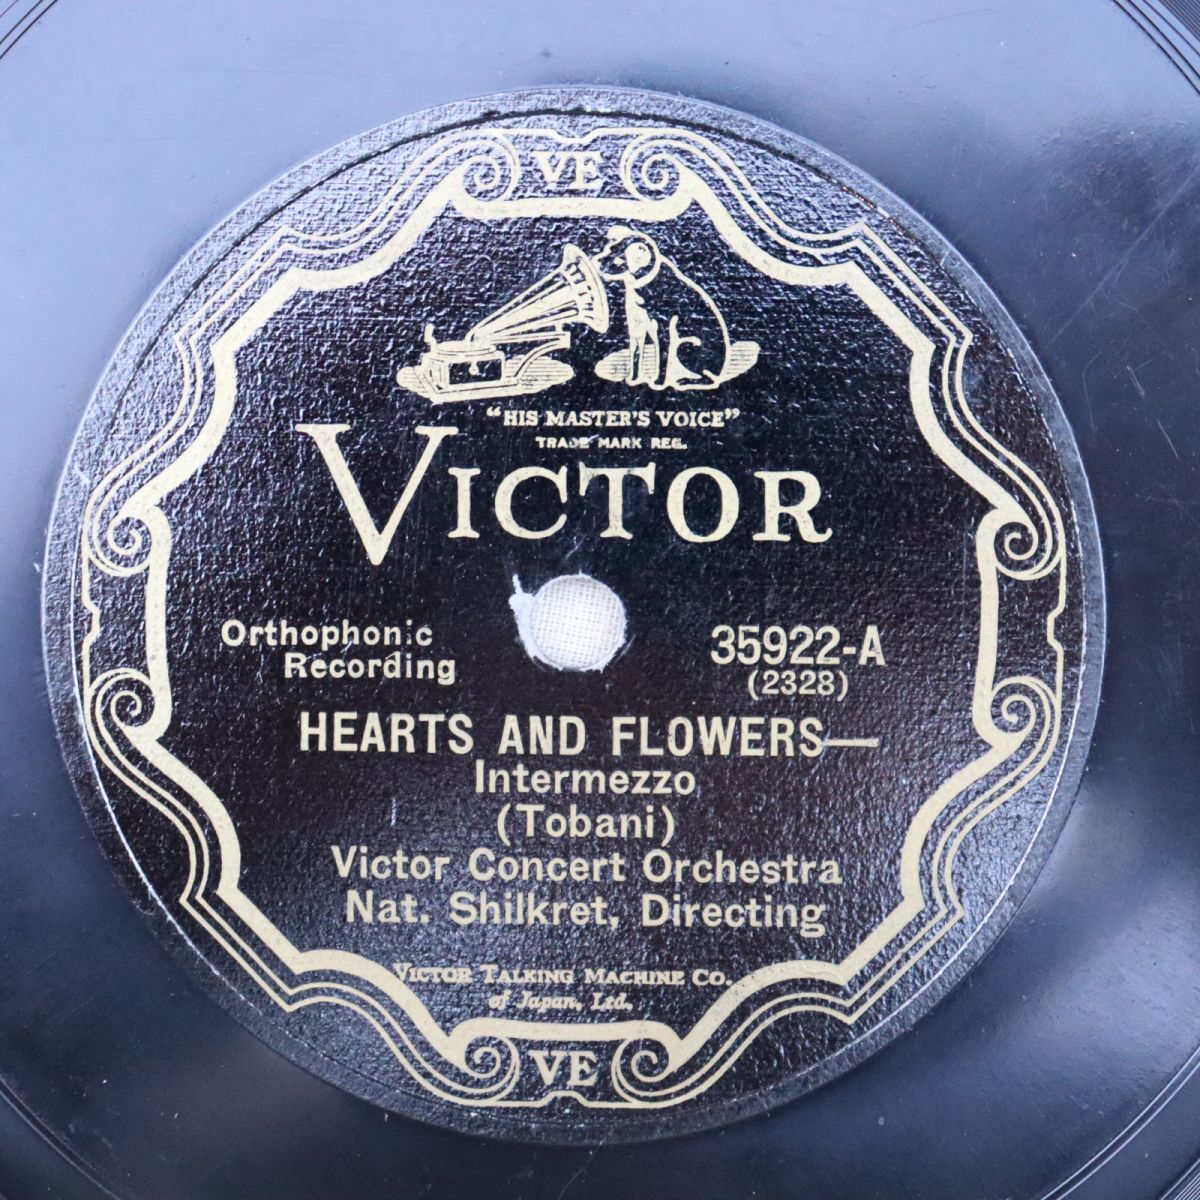 VE
"HIS MASTER'S VOICE"
TRADE MARK REG.
VICTOR
Orthophonic
Recording
35922-A
(2328)
HEARTS AND FLOWERS—
Intermezzo
(Tobani)
Victor Concert Orchestra
Nat. Shilkret, Directing
VICTOR TALKING MACHINE CO.
of Japan, Ltd.
VE